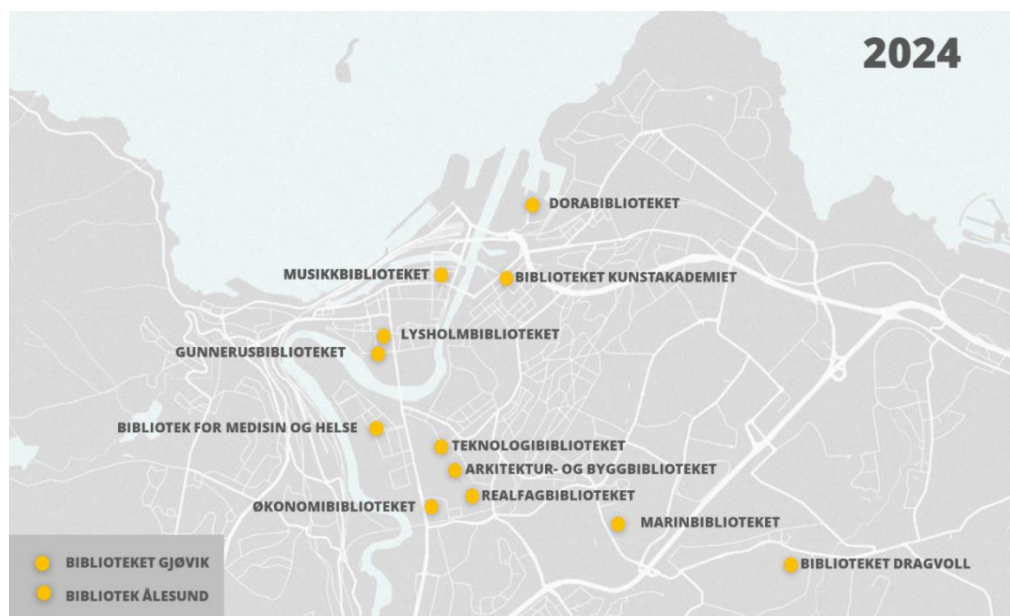 2024
DORABIBLIOTEKET
MUSIKKBIBLIOTEKET
BIBLIOTEKET KUNSTAKADEMIET
LYSHOLMBIBLIOTEKET
GUNNERUSBIBLIOTEKET
BIBLIOTEK FOR MEDISIN OG HELSE
TEKNOLOGIBIBLIOTEKET
ARKITEKTUR- OG BYGGBIBLIOTEKET
REALFAGBIBLIOTEKET
ØKONOMIBIBLIOTEKET
MARINBIBLIOTEKET
BIBLIOTEKET GJØVIK
BIBLIOTEKET DRAGVOLL
BIBLIOTEK ÅLESUND